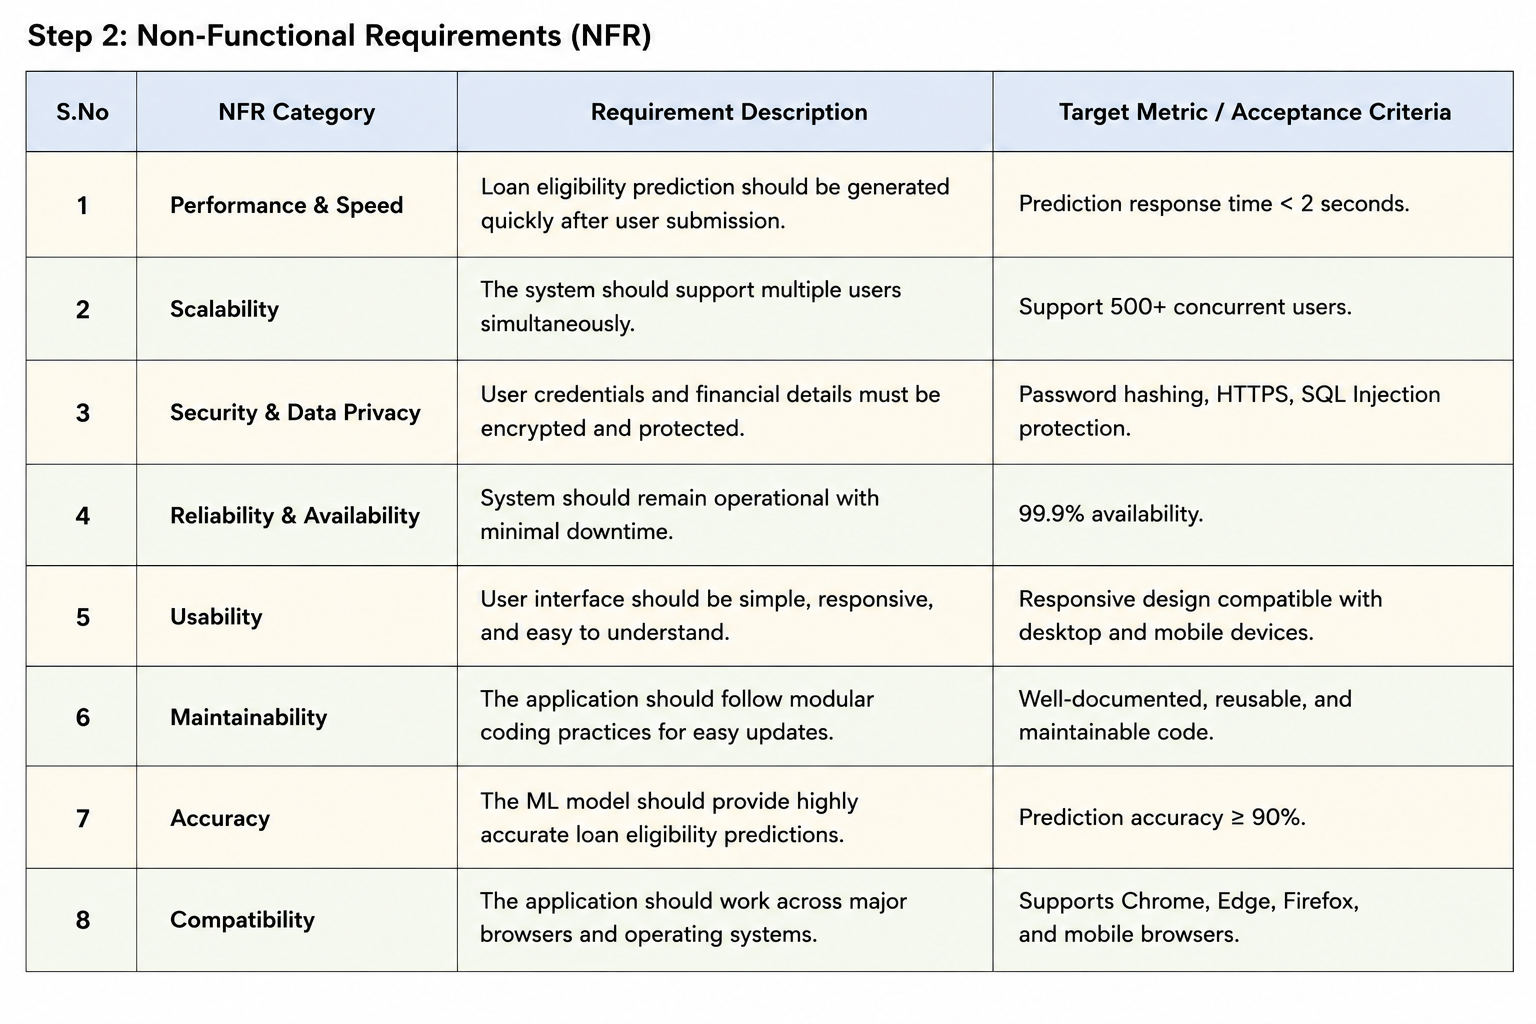 Step 2: Non-Functional Requirements (NFR)
S.No
NFR Category
Requirement Description
Target Metric / Acceptance Criteria
1
Performance & Speed
Loan eligibility prediction should be generated
quickly after user submission.
Prediction response time < 2 seconds.
2
Scalability
The system should support multiple users
simultaneously.
Support 500+ concurrent users.
3
Security & Data Privacy
User credentials and financial details must be
encrypted and protected.
Password hashing, HTTPS, SQL Injection
protection.
4
Reliability & Availability
System should remain operational with
minimal downtime.
99.9% availability.
5
Usability
User interface should be simple, responsive,
and easy to understand.
Responsive design compatible with
desktop and mobile devices.
6
Maintainability
The application should follow modular
coding practices for easy updates.
Well-documented, reusable, and
maintainable code.
7
Accuracy
The ML model should provide highly
accurate loan eligibility predictions.
Prediction accuracy ≥ 90%.
8
Compatibility
The application should work across major
browsers and operating systems.
Supports Chrome, Edge, Firefox,
and mobile browsers.